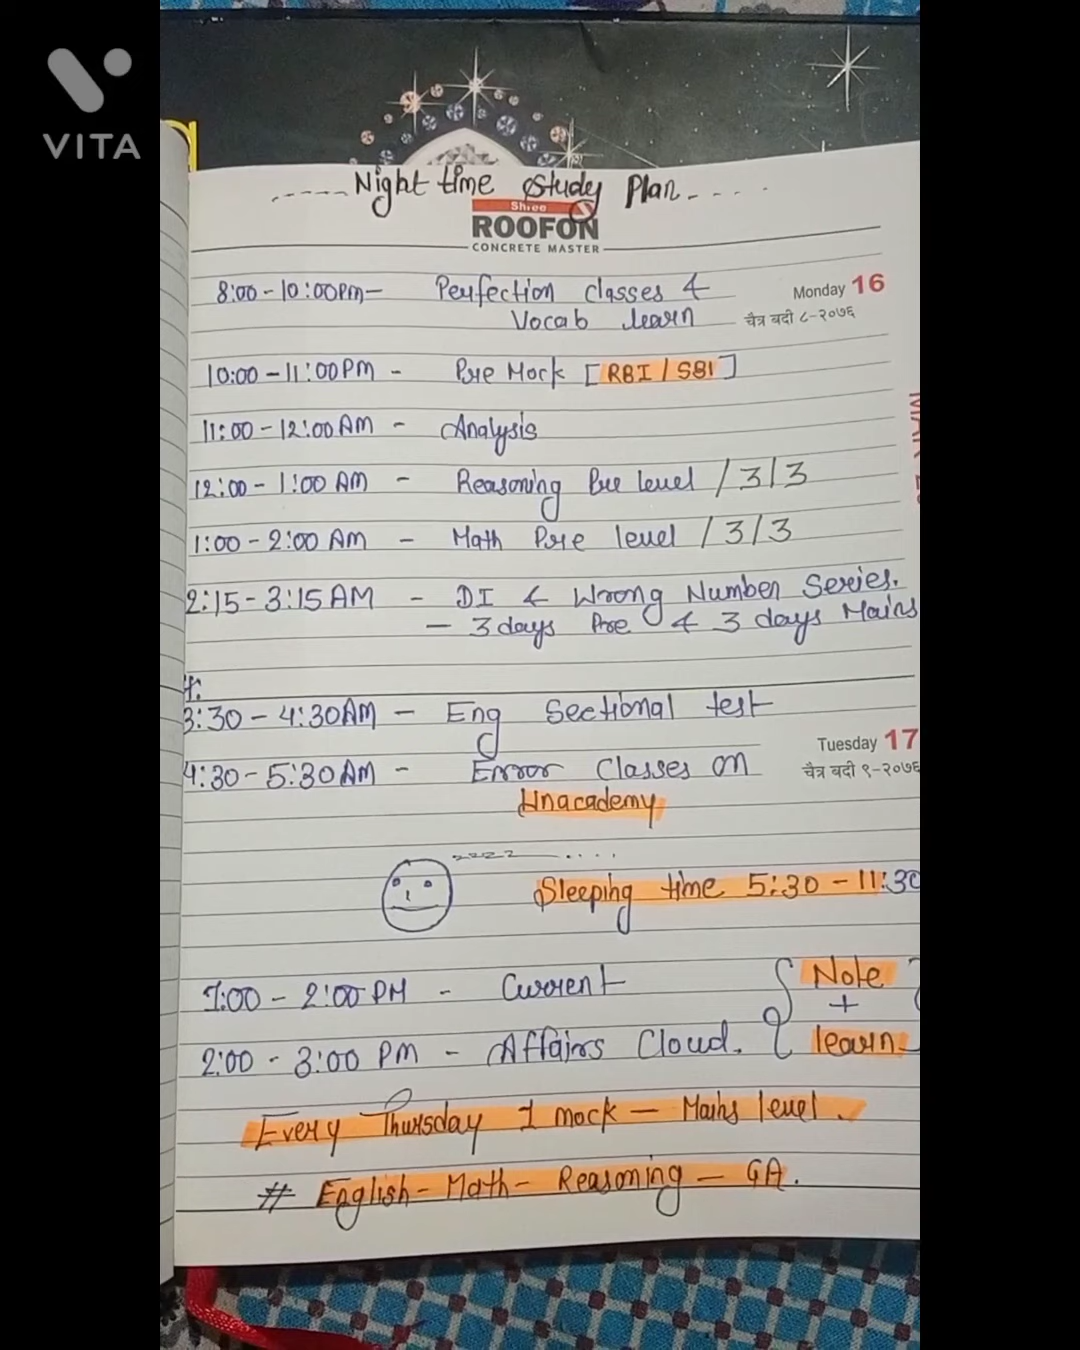 VITA
Night time Study Plan
Shree
ROOFON
CONCRETE MASTER
8:00 - 10:00PM - Perfection classes &
Vocab learn
Monday 16
चैत्र बदी ८-२०७६
10:00 - 11:00PM - Pre Mock [RBI / SBI]
11:00 - 12:00AM - Analysis
12:00 - 1:00 AM - Reasoning Pre level / 3/3
1:00 - 2:00 AM - Math Pre level / 3/3
2:15 - 3:15AM - DI & Wrong Number Series.
- 3 days Pre & 3 days Mains
3:30 - 4:30AM - Eng Sectional test
Tuesday 17
चैत्र बदी ९-२०७६
4:30 - 5:30AM - Error Classes on
Unacademy
zzzz
Sleeping time 5:30 - 11:30
1:00 - 2:00 PM - Current
2:00 - 3:00 PM - Affairs Cloud.
Note
+
learn
Every Thursday 1 mock - Mains level.
# English - Math - Reasoning - GA.